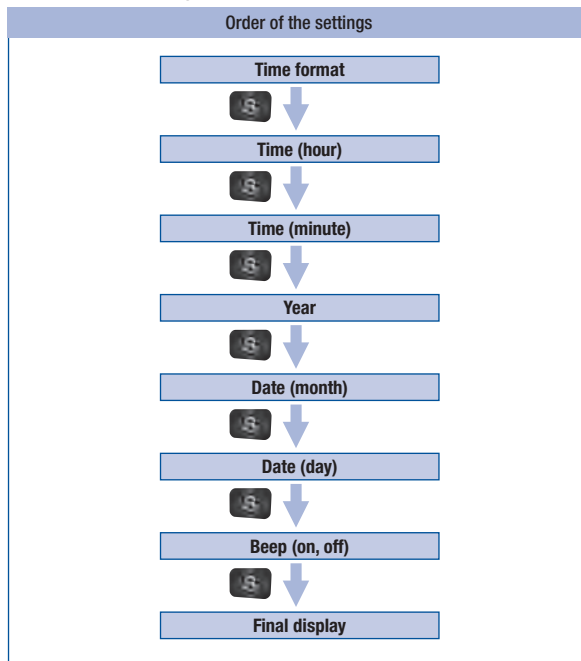 Order of the settings
Time format
S
Time (hour)
S
Time (minute)
S
Year
S
Date (month)
S
Date (day)
S
Beep (on, off)
S
Final display